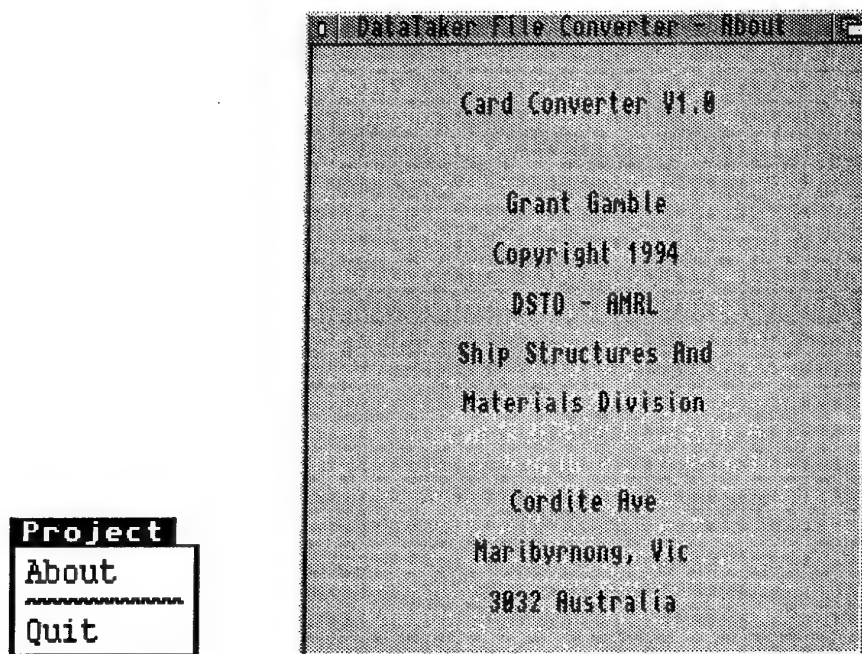 DataTaker File Converter - About
Card Converter V1.0
Grant Gamble
Copyright 1994
DSTO - AMRL
Ship Structures And
Materials Division
Cordite Ave
Maribyrnong, Vic
3032 Australia
Project
About
Quit